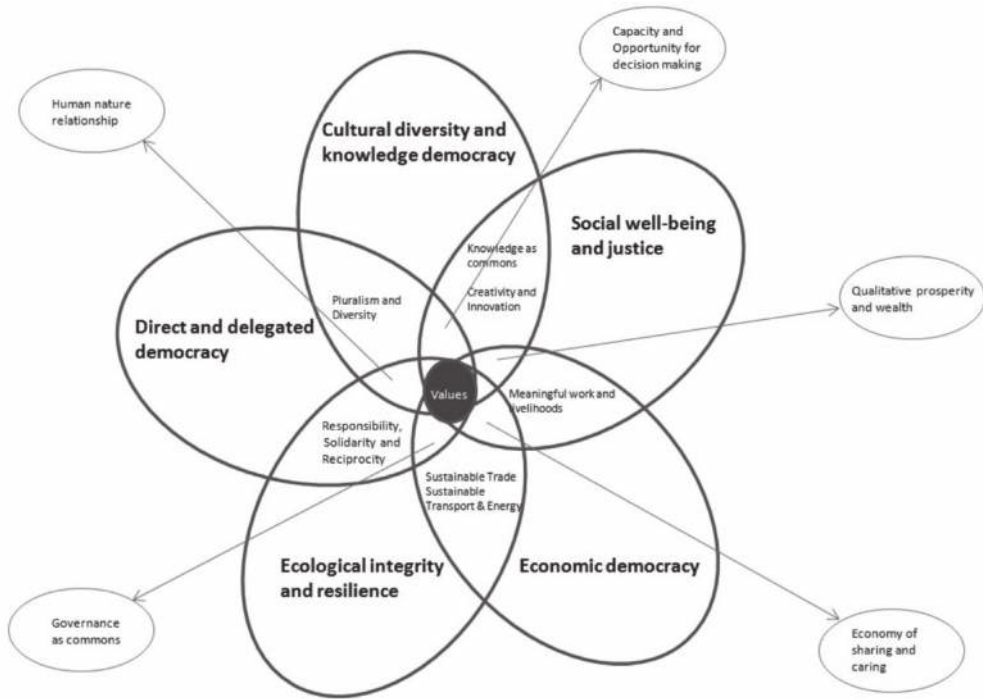 Capacity and
Opportunity for
decision making
Human nature
relationship
Cultural diversity and
knowledge democracy
Social well-being
and justice
Knowledge as
commons
Creativity and
Innovation
Qualitative prosperity
and wealth
Pluralism and
Diversity
Direct and delegated
democracy
Values
Meaningful work and
livelihoods
Responsibility,
Solidarity and
Reciprocity
Sustainable Trade
Sustainable
Transport & Energy
Ecological integrity
and resilience
Economic democracy
Governance
as commons
Economy of
sharing and
caring